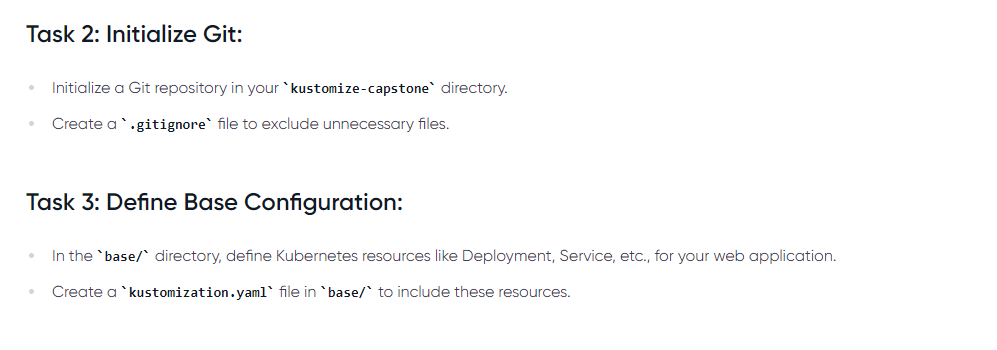 Task 2: Initialize Git:
Initialize a Git repository in your `kustomize-capstone` directory.
Create a `.gitignore` file to exclude unnecessary files.
Task 3: Define Base Configuration:
In the `base/` directory, define Kubernetes resources like Deployment, Service, etc., for your web application.
Create a `kustomization.yaml` file in `base/` to include these resources.